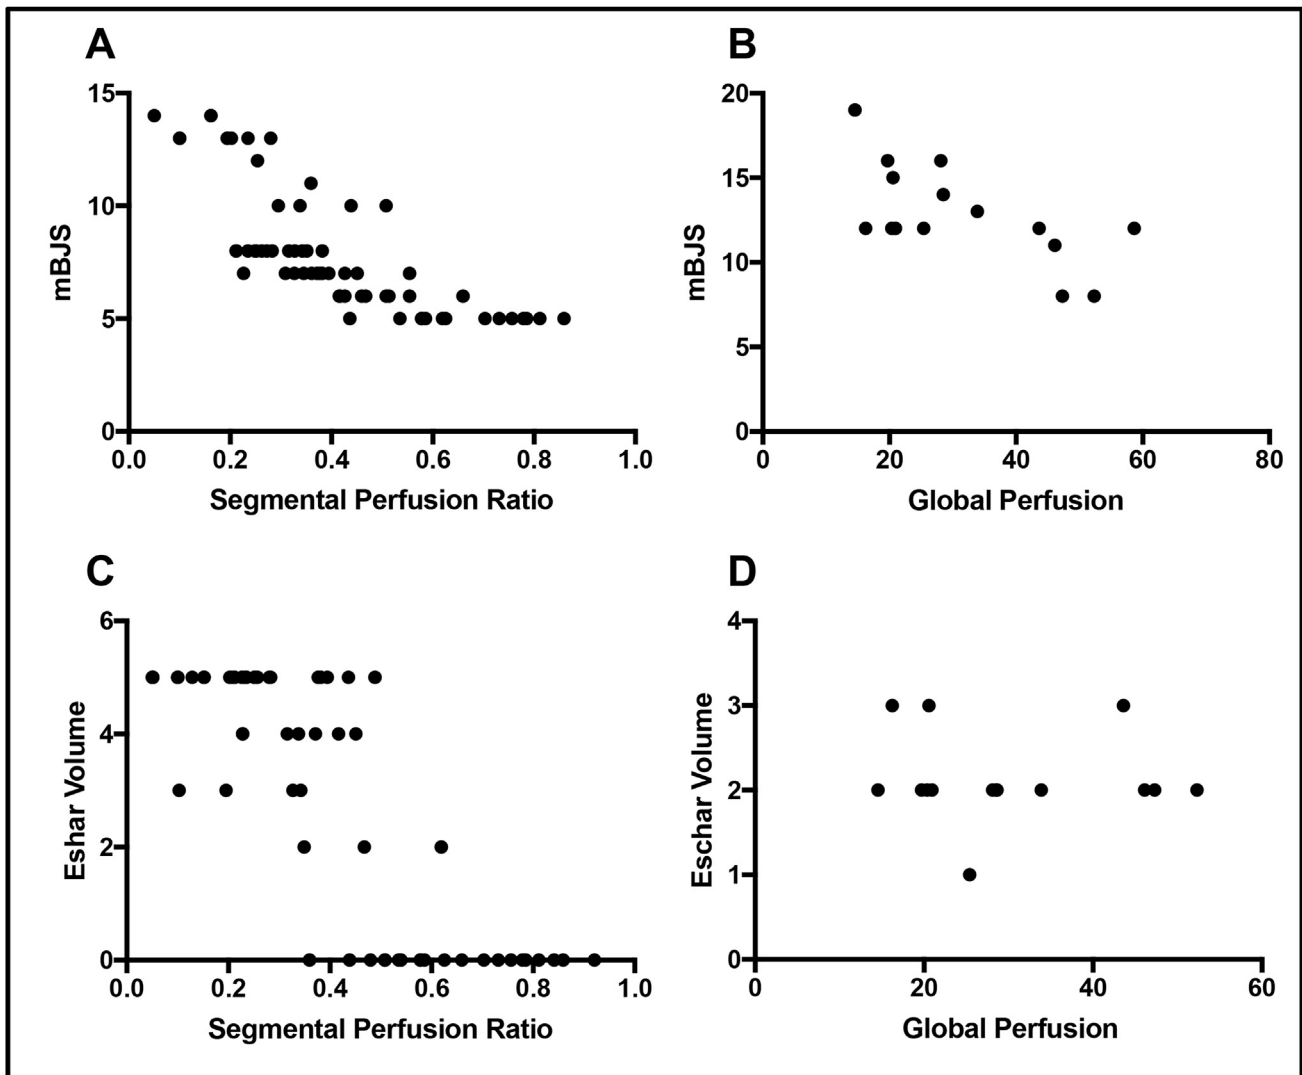 A
15
10
5
0
mBJS
0.0 0.2 0.4 0.6 0.8 1.0
Segmental Perfusion Ratio
B
20
15
10
5
0
mBJS
0 20 40 60 80
Global Perfusion
C
6
4
2
0
Eshar Volume
0.0 0.2 0.4 0.6 0.8 1.0
Segmental Perfusion Ratio
D
4
3
2
1
0
Eschar Volume
0 20 40 60
Global Perfusion